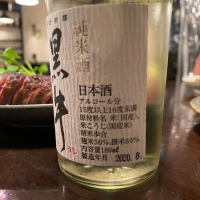 純米酒
黒牛
日本酒
アルコール分
15度以上16度未満
原材料名 米(国産)、
米こうじ(国産米)
精米歩合
麹米50%、掛米60%
内容量180ml
製造年月 2020.8